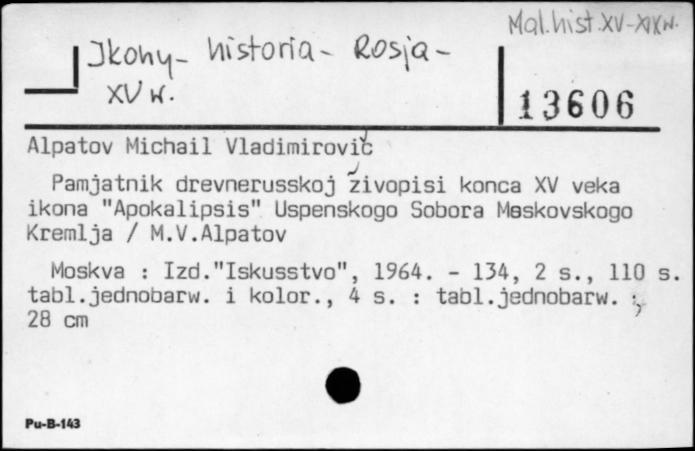 Mal.hist.XV-XIX w.
Ikony - historia - Rosja -
XV w.
13606
Alpatov Michail Vladimirovič
Pamjatnik drevnerusskoj živopisi konca XV veka
ikona "Apokalipsis" Uspenskogo Sobora Moskovskogo
Kremlja / M.V.Alpatov
Moskva : Izd."Iskusstvo", 1964. - 134, 2 s., 110 s.
tabl.jednobarw. i kolor., 4 s. : tabl.jednobarw. ;
28 cm
Pu-B-143